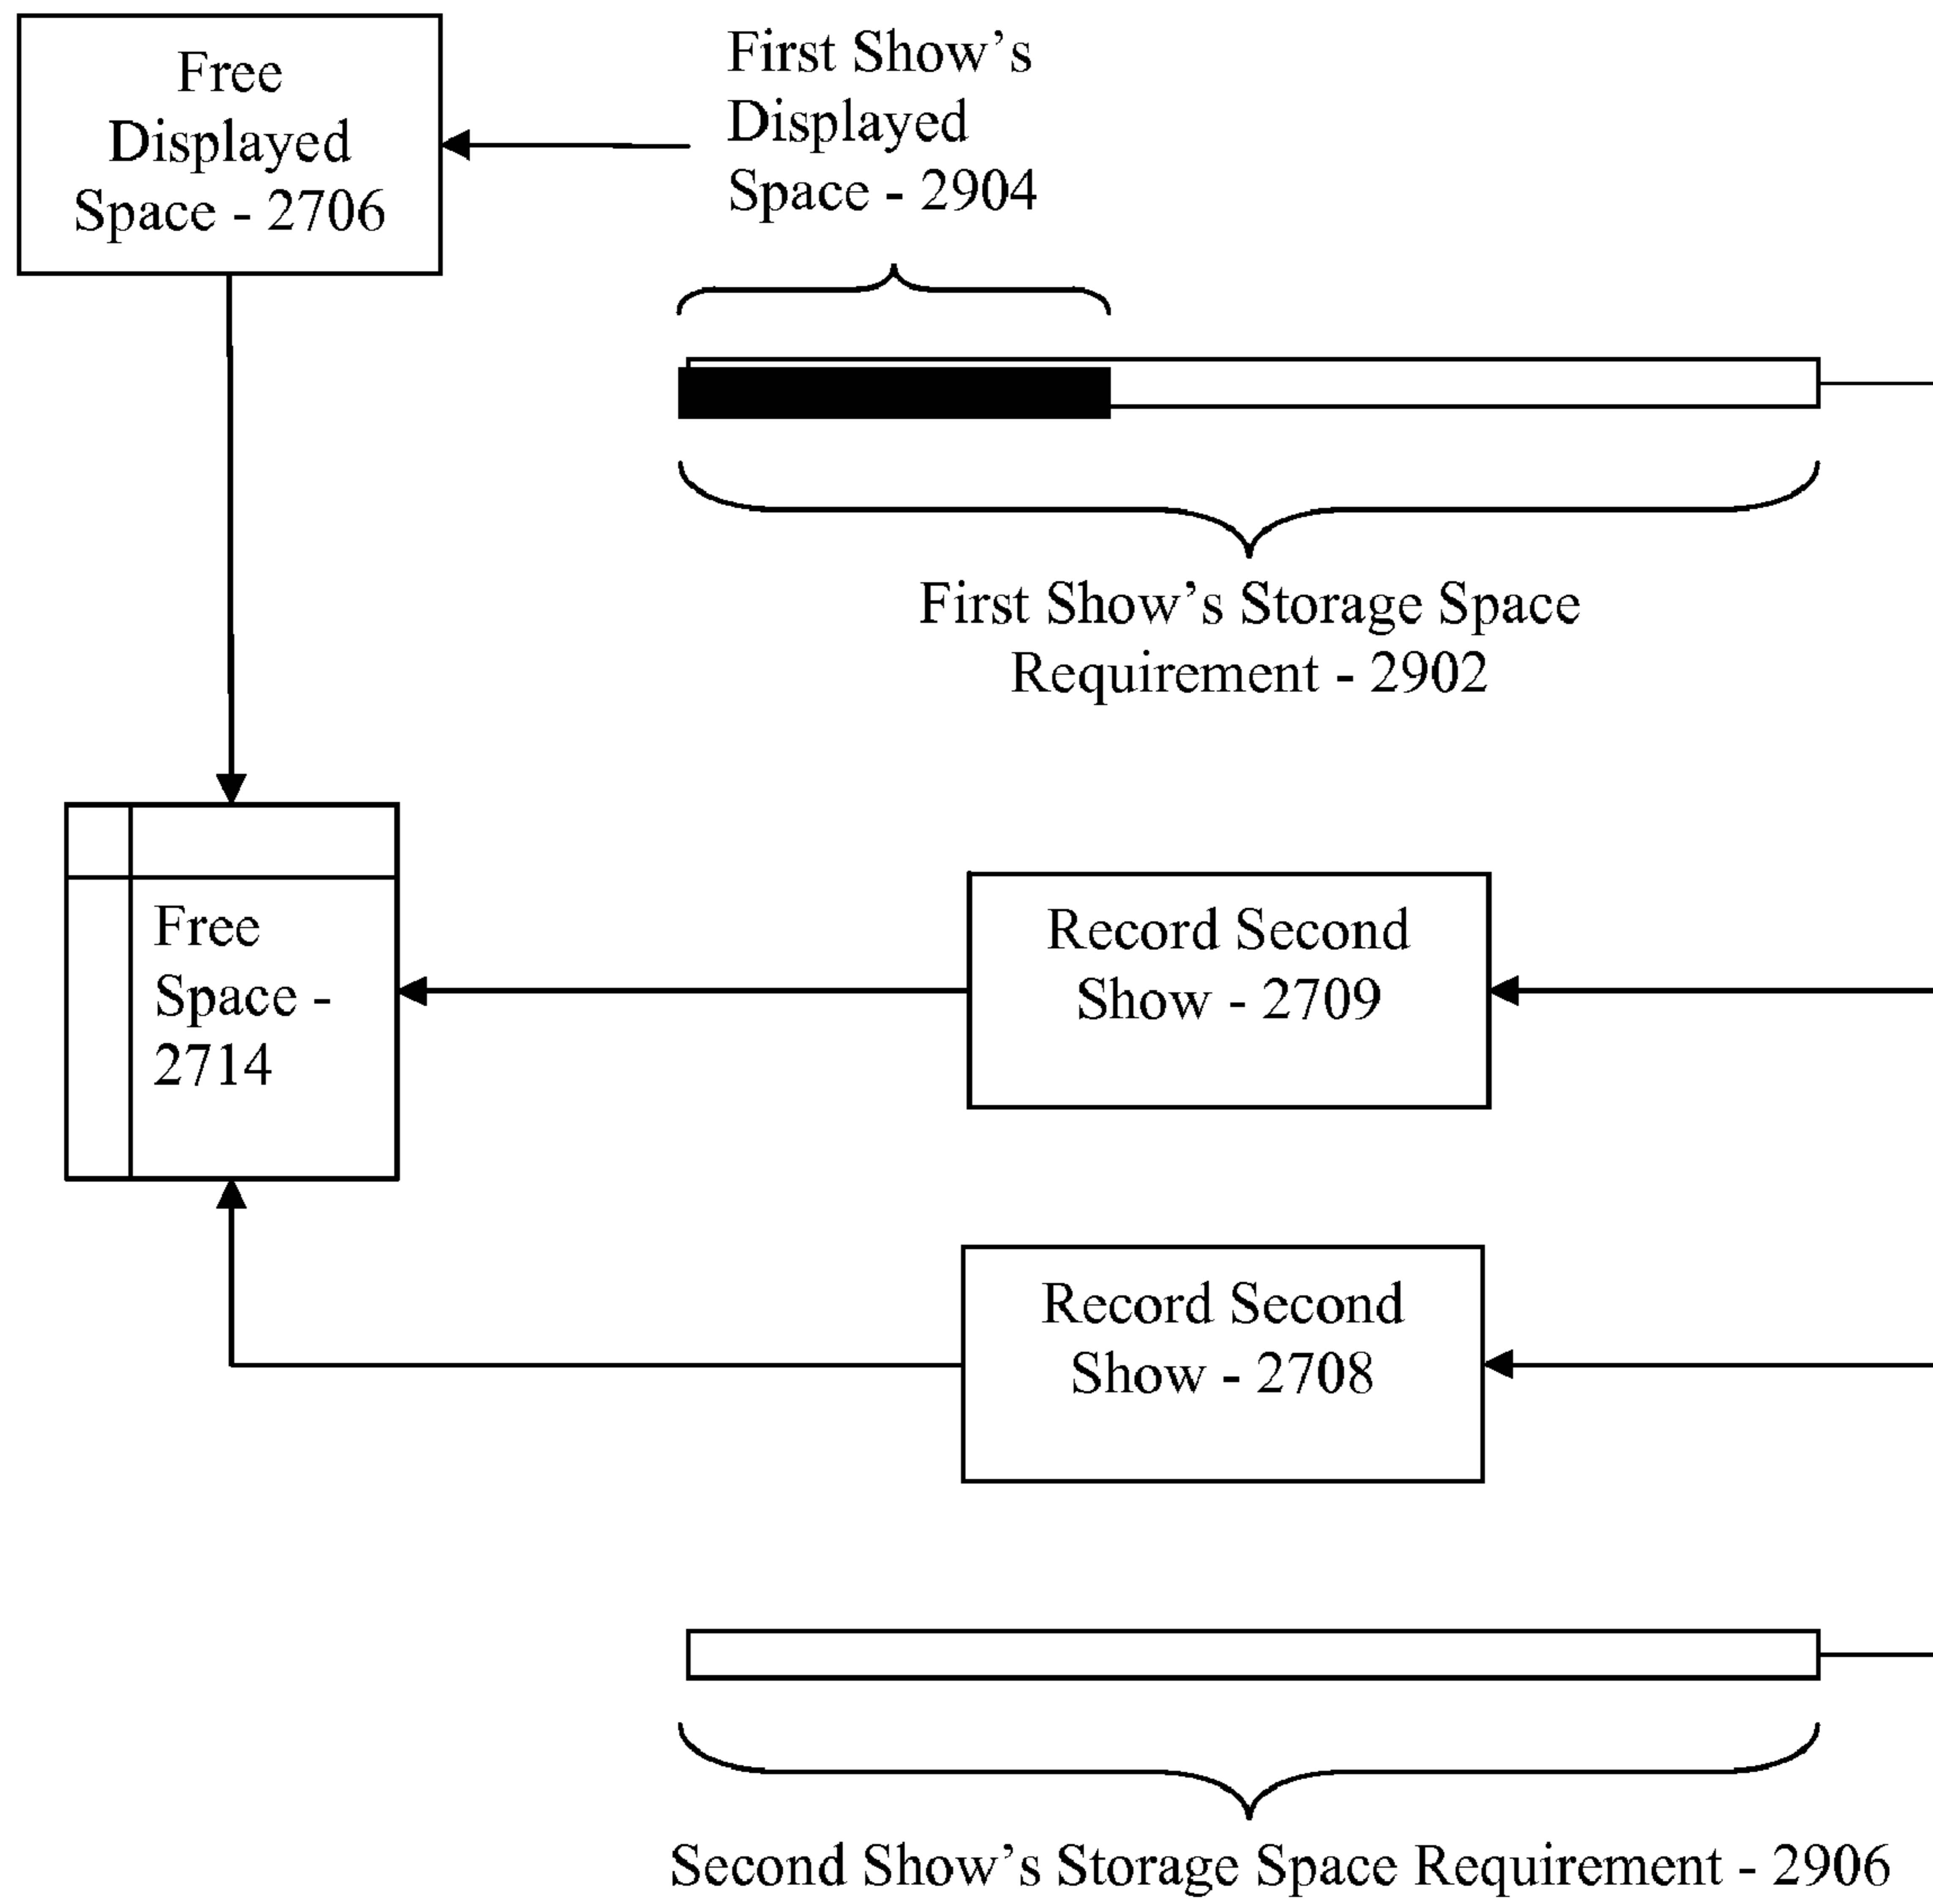 Free
Displayed
Space - 2706
First Show’s
Displayed
Space - 2904
First Show’s Storage Space
Requirement - 2902
Free
Space -
2714
Record Second
Show - 2709
Record Second
Show - 2708
Second Show’s Storage Space Requirement - 2906